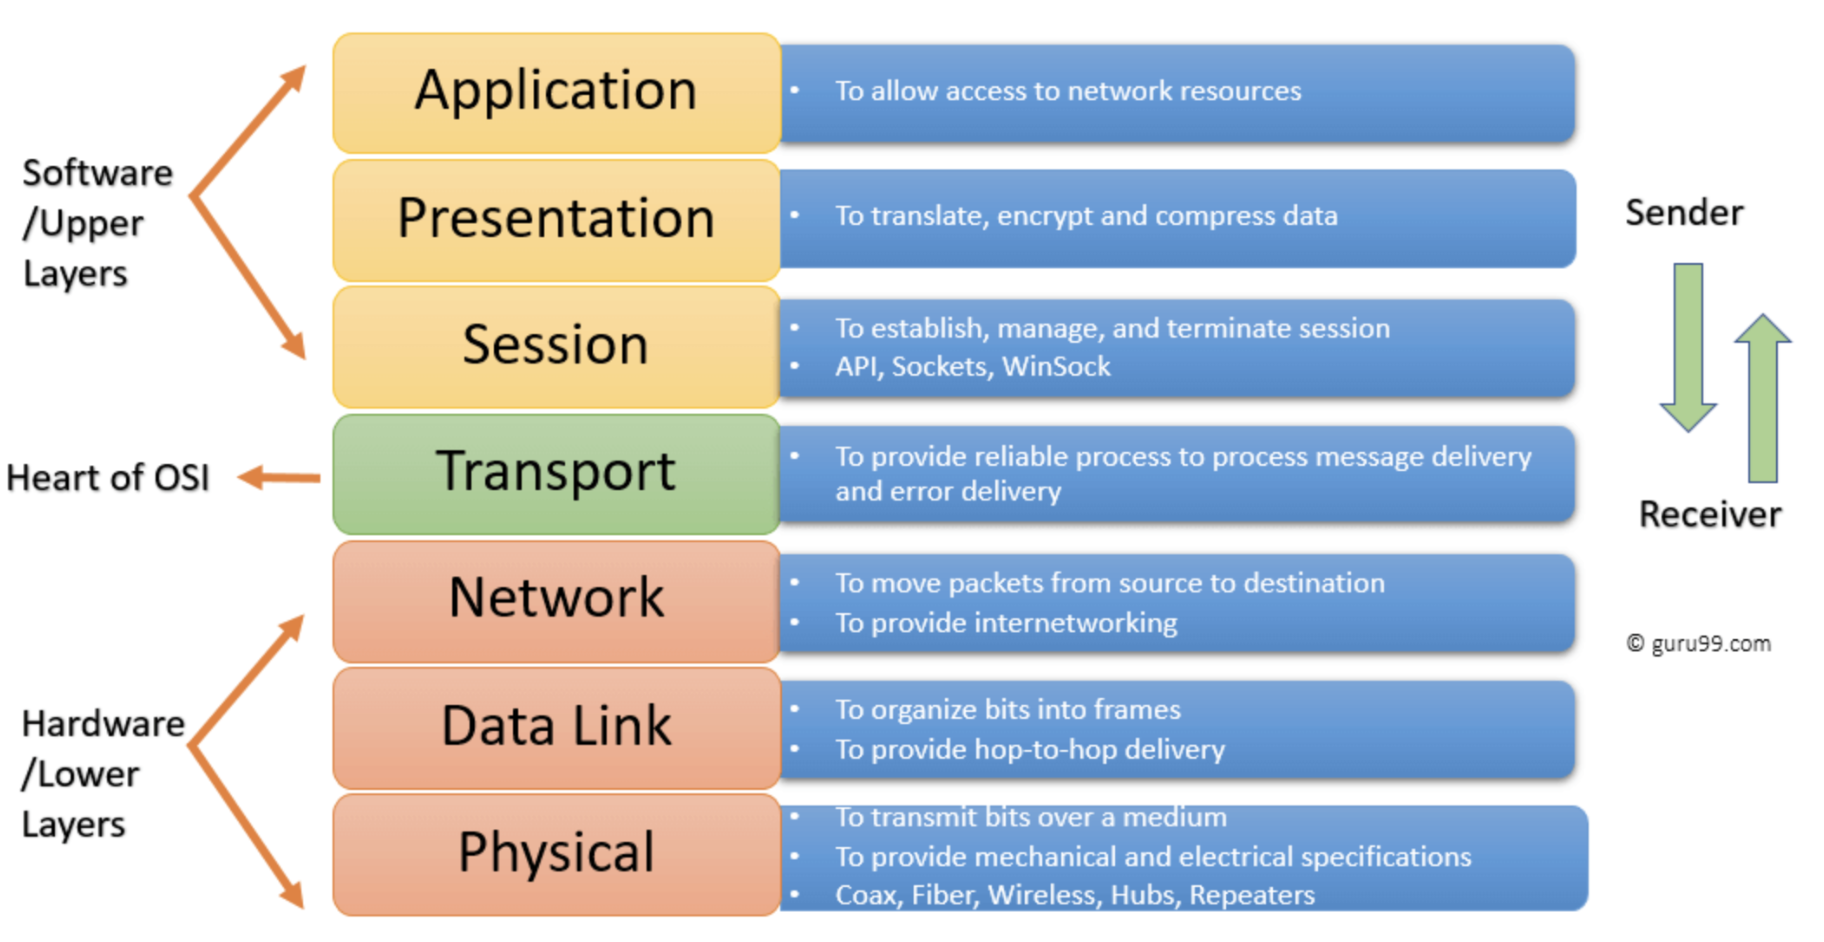 Application
To allow access to network resources
Software
/Upper
Layers
Presentation
To translate, encrypt and compress data
Sender
Session
To establish, manage, and terminate session
API, Sockets, WinSock
Heart of OSI
Transport
To provide reliable process to process message delivery
and error delivery
Receiver
Network
To move packets from source to destination
To provide internetworking
© guru99.com
Hardware
/Lower
Layers
Data Link
To organize bits into frames
To provide hop-to-hop delivery
Physical
To transmit bits over a medium
To provide mechanical and electrical specifications
Coax, Fiber, Wireless, Hubs, Repeaters